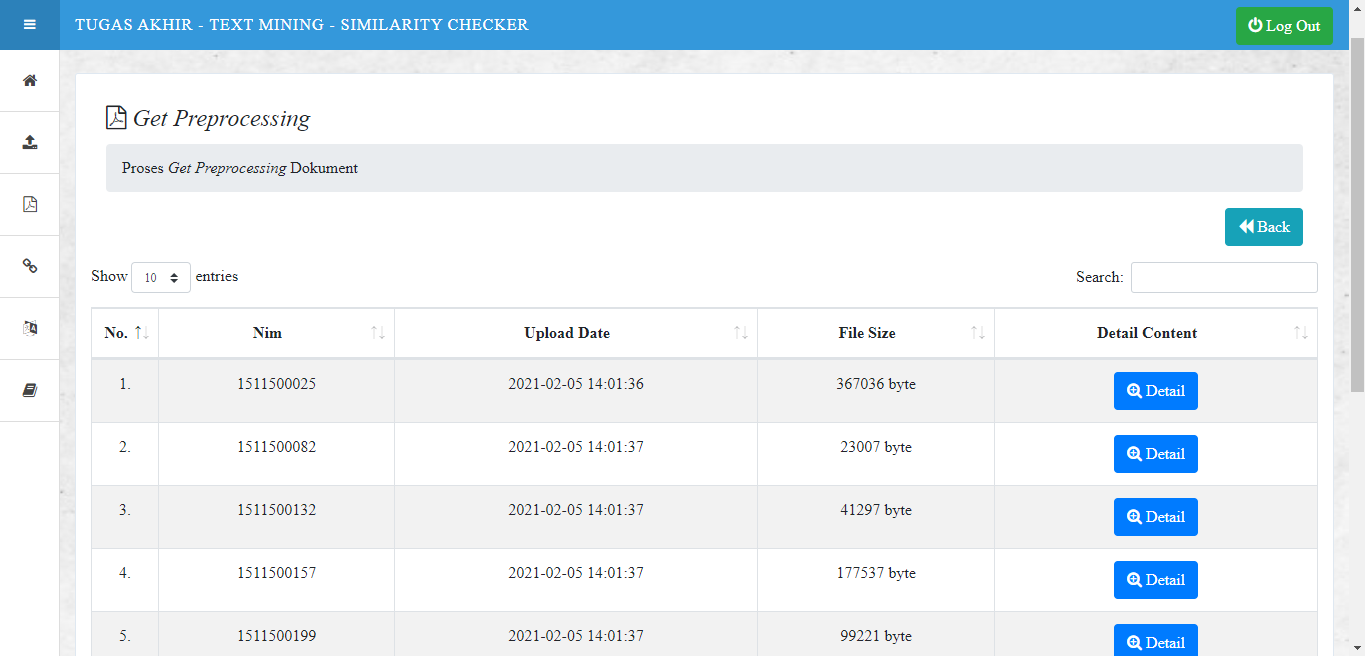 TUGAS AKHIR - TEXT MINING - SIMILARITY CHECKER Log Out
Get Preprocessing
Proses Get Preprocessing Dokument
Back
Show 10 entries Search:
No. Nim Upload Date File Size Detail Content
1. 1511500025 2021-02-05 14:01:36 367036 byte Detail
2. 1511500082 2021-02-05 14:01:37 23007 byte Detail
3. 1511500132 2021-02-05 14:01:37 41297 byte Detail
4. 1511500157 2021-02-05 14:01:37 177537 byte Detail
5. 1511500199 2021-02-05 14:01:37 99221 byte Detail